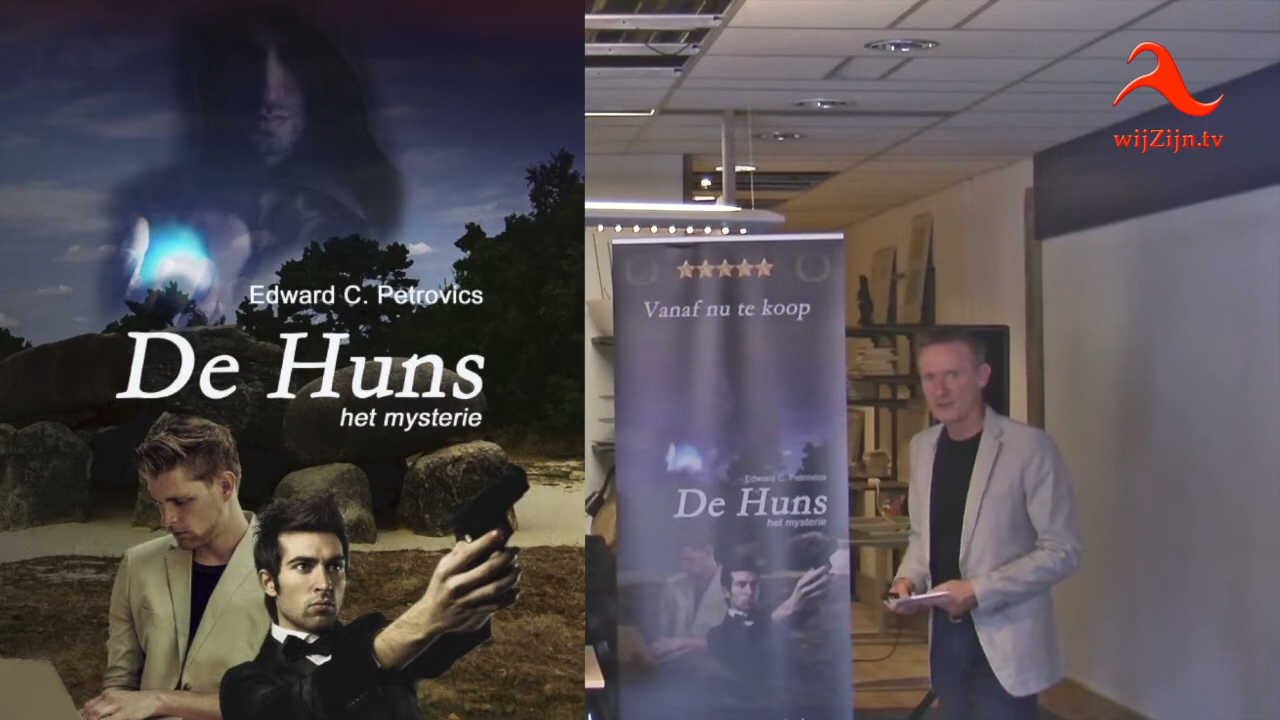 Edward C. Petrovics
De Huns
het mysterie
wijZijn.tv
Vanaf nu te koop
Edward C. Petrovics
De Huns
het mysterie